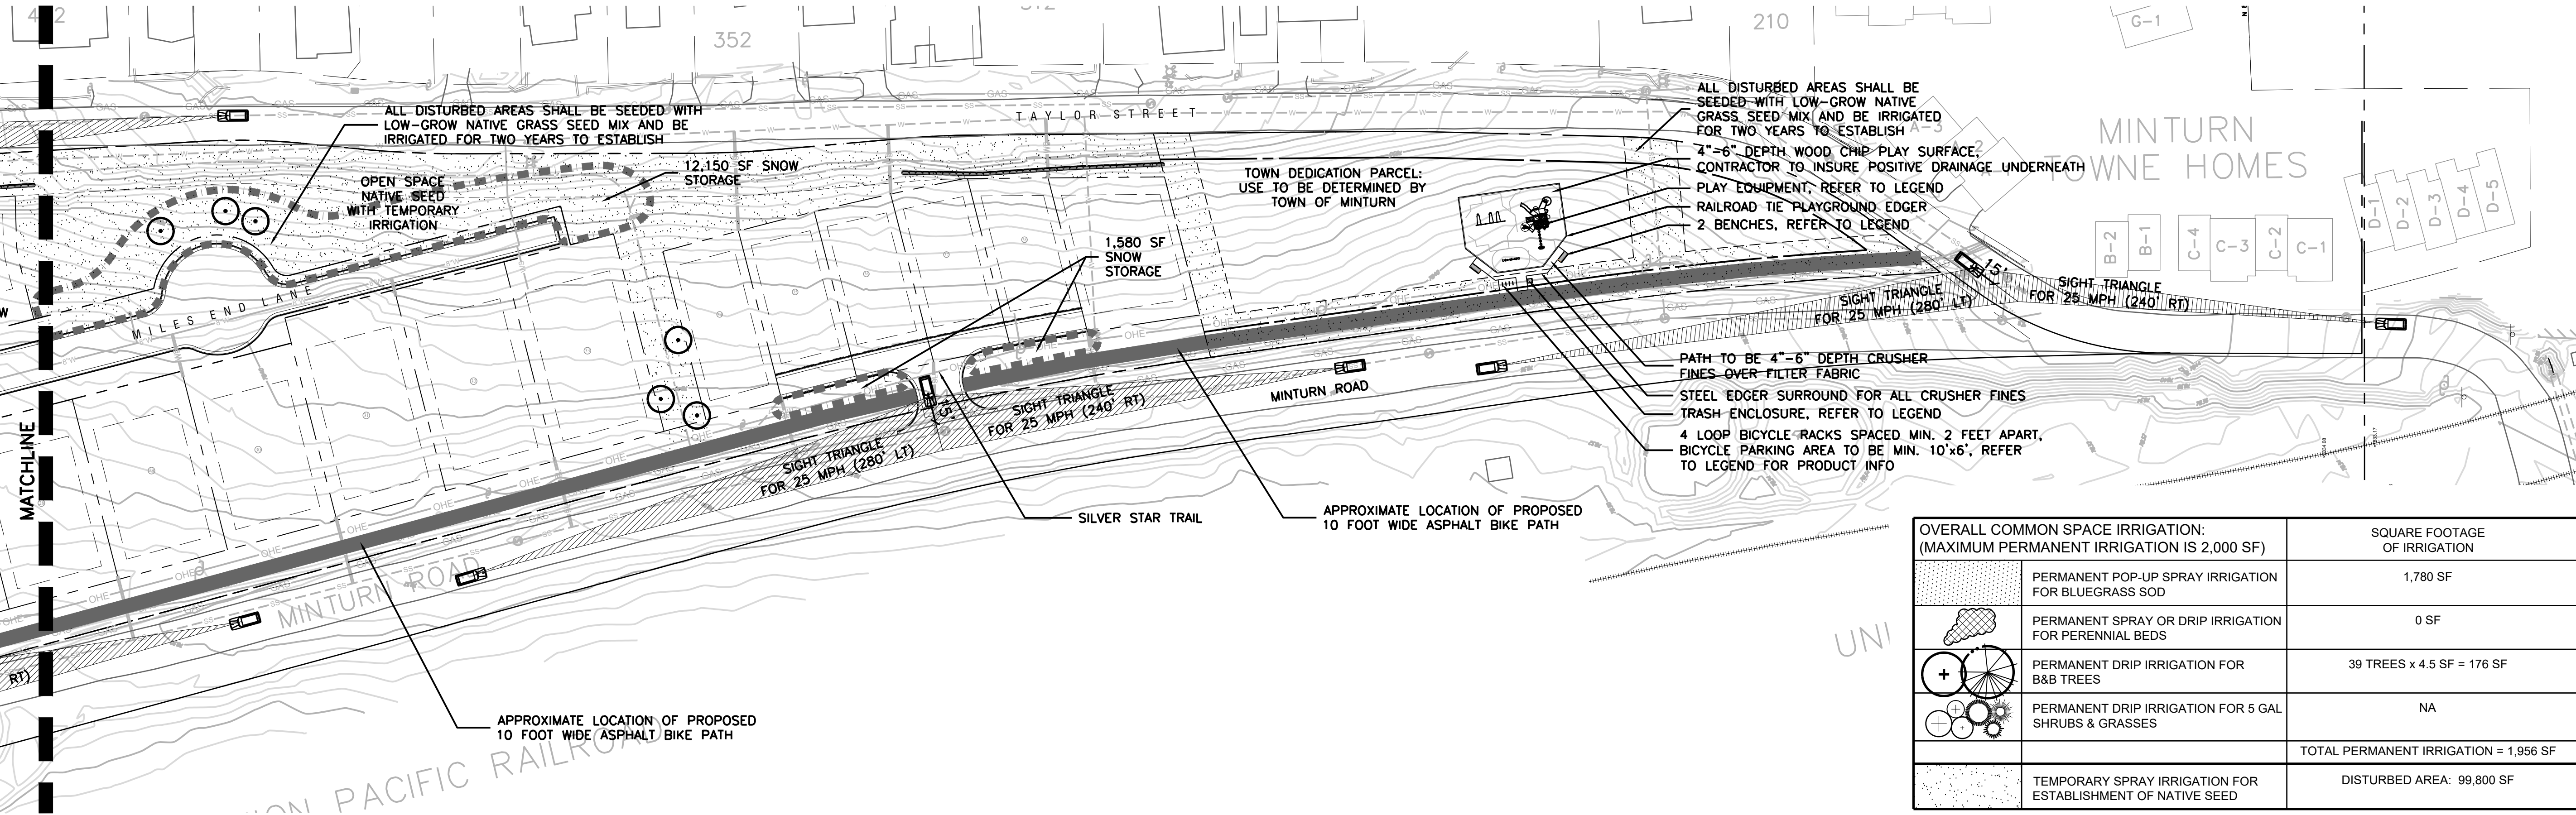 352
210
G-1
GAS
ALL DISTURBED AREAS SHALL BE SEEDED WITH
LOW-GROW NATIVE GRASS SEED MIX AND BE
IRRIGATED FOR TWO YEARS TO ESTABLISH
TAYLOR STREET
12,150 SF SNOW
STORAGE
OPEN SPACE
NATIVE SEED
WITH TEMPORARY
IRRIGATION
MILES END LANE
1,580 SF
SNOW
STORAGE
TOWN DEDICATION PARCEL:
USE TO BE DETERMINED BY
TOWN OF MINTURN
ALL DISTURBED AREAS SHALL BE
SEEDED WITH LOW-GROW NATIVE
GRASS SEED MIX AND BE IRRIGATED
FOR TWO YEARS TO ESTABLISH
4"-6" DEPTH WOOD CHIP PLAY SURFACE,
CONTRACTOR TO INSURE POSITIVE DRAINAGE UNDERNEATH
PLAY EQUIPMENT, REFER TO LEGEND
RAILROAD TIE PLAYGROUND EDGER
2 BENCHES, REFER TO LEGEND
A-3
MINTURN
TOWNE HOMES
B-2
B-1
C-4
C-3
C-2
C-1
D-1
D-2
D-3
D-4
D-5
15'
SIGHT TRIANGLE
FOR 25 MPH (280' LT)
SIGHT TRIANGLE
FOR 25 MPH (240' RT)
PATH TO BE 4"-6" DEPTH CRUSHER
FINES OVER FILTER FABRIC
STEEL EDGER SURROUND FOR ALL CRUSHER FINES
TRASH ENCLOSURE, REFER TO LEGEND
4 LOOP BICYCLE RACKS SPACED MIN. 2 FEET APART,
BICYCLE PARKING AREA TO BE MIN. 10'x6', REFER
TO LEGEND FOR PRODUCT INFO
MINTURN ROAD
15'
SIGHT TRIANGLE
FOR 25 MPH (240' RT)
SIGHT TRIANGLE
FOR 25 MPH (280' LT)
SILVER STAR TRAIL
APPROXIMATE LOCATION OF PROPOSED
10 FOOT WIDE ASPHALT BIKE PATH
MATCHLINE
OHE
MINTURN ROAD
RT)
APPROXIMATE LOCATION OF PROPOSED
10 FOOT WIDE ASPHALT BIKE PATH
ION PACIFIC RAILROAD
UNI
OVERALL COMMON SPACE IRRIGATION:
(MAXIMUM PERMANENT IRRIGATION IS 2,000 SF)
SQUARE FOOTAGE
OF IRRIGATION
PERMANENT POP-UP SPRAY IRRIGATION
FOR BLUEGRASS SOD
1,780 SF
PERMANENT SPRAY OR DRIP IRRIGATION
FOR PERENNIAL BEDS
0 SF
PERMANENT DRIP IRRIGATION FOR
B&B TREES
39 TREES x 4.5 SF = 176 SF
PERMANENT DRIP IRRIGATION FOR 5 GAL
SHRUBS & GRASSES
NA
TOTAL PERMANENT IRRIGATION = 1,956 SF
TEMPORARY SPRAY IRRIGATION FOR
ESTABLISHMENT OF NATIVE SEED
DISTURBED AREA: 99,800 SF